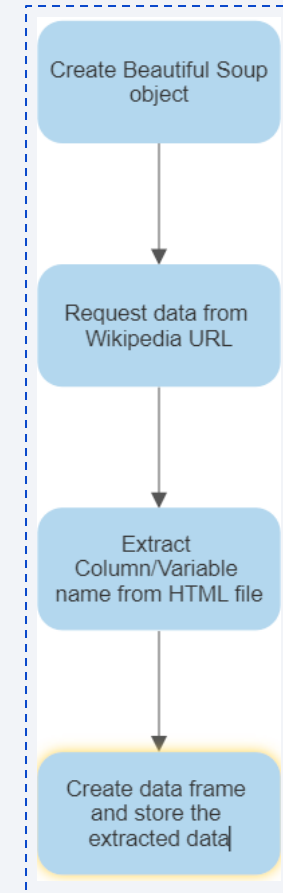 Create Beautiful Soup
object
Request data from
Wikipedia URL
Extract
Column/Variable
name from HTML file
Create data frame
and store the
extracted data